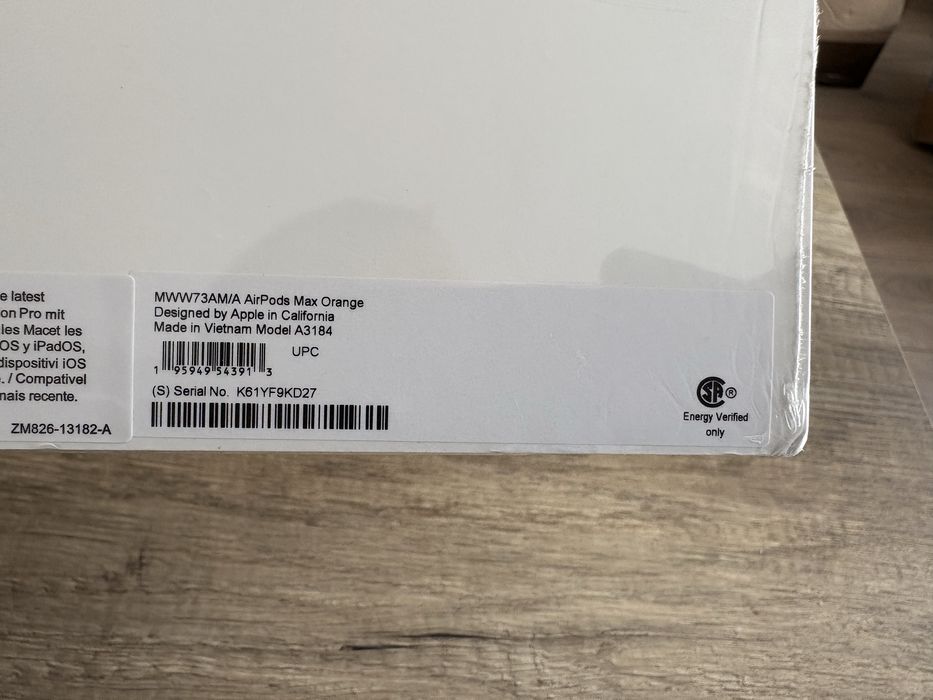 e latest
on Pro mit
les Macet les
OS y iPadOS,
dispositivi iOS
. / Compativel
mais recente.
ZM826-13182-A
MWW73AM/A AirPods Max Orange
Designed by Apple in California
Made in Vietnam Model A3184
UPC
1 95949 54391 3
(S) Serial No. K61YF9KD27
SA ®
Energy Verified
only